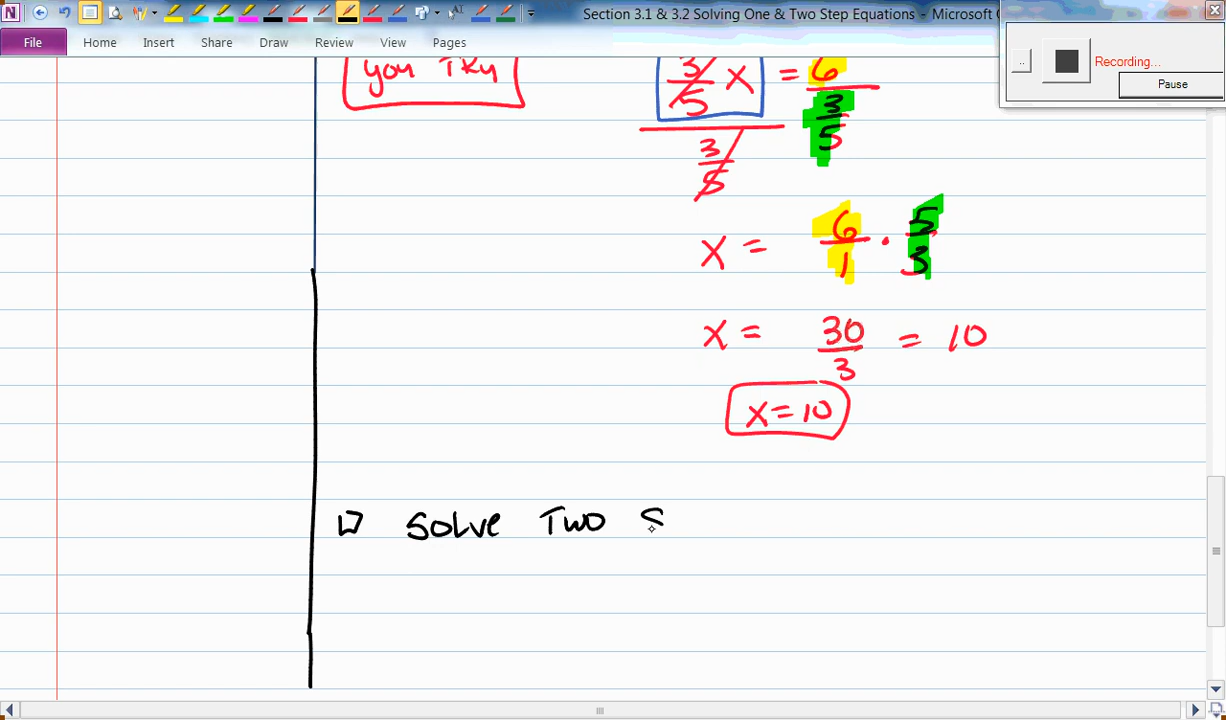 Section 3.1 & 3.2 Solving One & Two Step Equations - Microsoft
File Home Insert Share Draw Review View Pages
Recording...
Pause
you TRY
3/5 x = 6
3/5 3/5
x = 6/1 · 5/3
x = 30/3 = 10
x = 10
Solve Two S